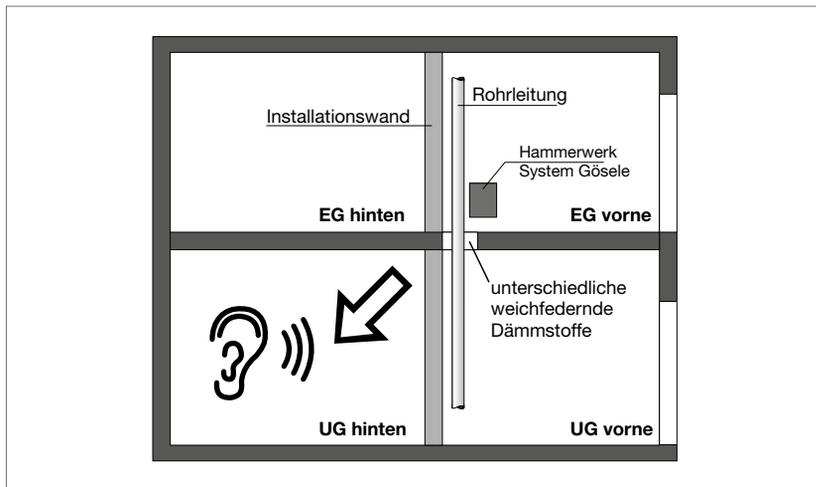 Rohrleitung
Installationswand
Hammerwerk
System Gösele
EG hinten
EG vorne
unterschiedliche
weichfedernde
Dämmstoffe
UG hinten
UG vorne